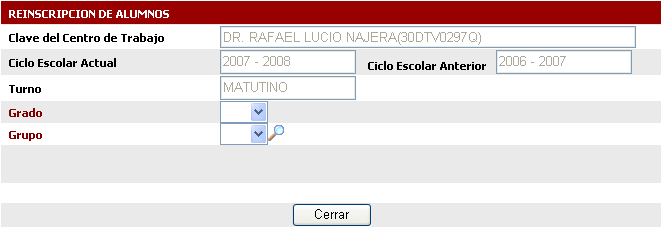 REINSCRIPCION DE ALUMNOS
Clave del Centro de Trabajo DR. RAFAEL LUCIO NAJERA(30DTV0297Q)
Ciclo Escolar Actual 2007 - 2008 Ciclo Escolar Anterior 2006 - 2007
Turno MATUTINO
Grado
Grupo
Cerrar